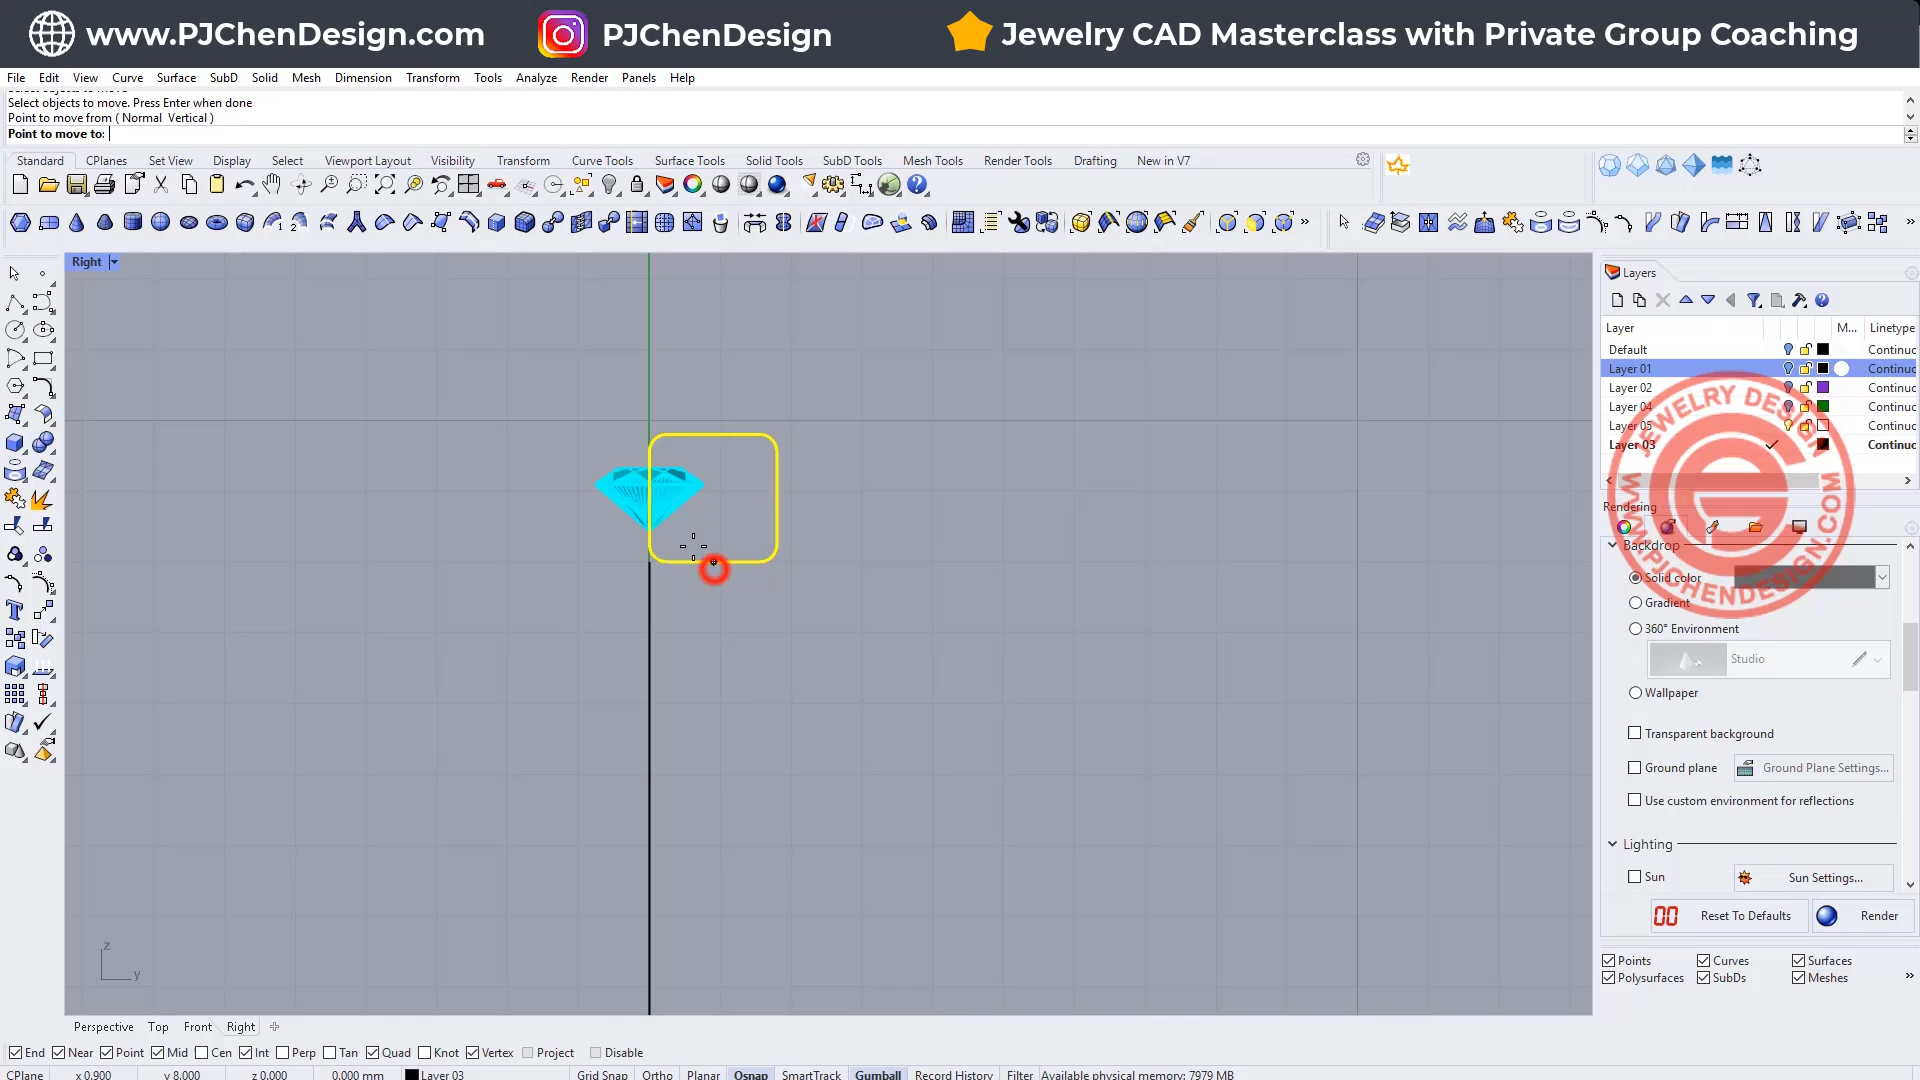 www.PJChenDesign.com PJChenDesign Jewelry CAD Masterclass with Private Group Coaching
File Edit View Curve Surface SubD Solid Mesh Dimension Transform Tools Analyze Render Panels Help
Select objects to move. Press Enter when done
Point to move from ( Normal Vertical )
Point to move to:
Standard CPlanes Set View Display Select Viewport Layout Visibility Transform Curve Tools Surface Tools Solid Tools SubD Tools Mesh Tools Render Tools Drafting New in V7
Right
Layers
Layer M... Linetype
Default Continuc
Layer 01 Continuc
Layer 02 Continuc
Layer 04 Continuc
Layer 05 Continuc
Layer 03 Continuc
JEWELRY DESIGN WWW.PJCHENDESIGN.COM
Rendering
Backdrop
Solid color
Gradient
360° Environment
Studio
Wallpaper
Transparent background
Ground plane Ground Plane Settings...
Use custom environment for reflections
Lighting
Sun Sun Settings...
Reset To Defaults Render
z
y
Points Curves Surfaces
Polysurfaces SubDs Meshes
Perspective Top Front Right
End Near Point Mid Cen Int Perp Tan Quad Knot Vertex Project Disable
CPlane x 0.900 y 8.000 z 0.000 0.000 mm Layer 03 Grid Snap Ortho Planar Osnap SmartTrack Gumball Record History Filter Available physical memory: 7979 MB